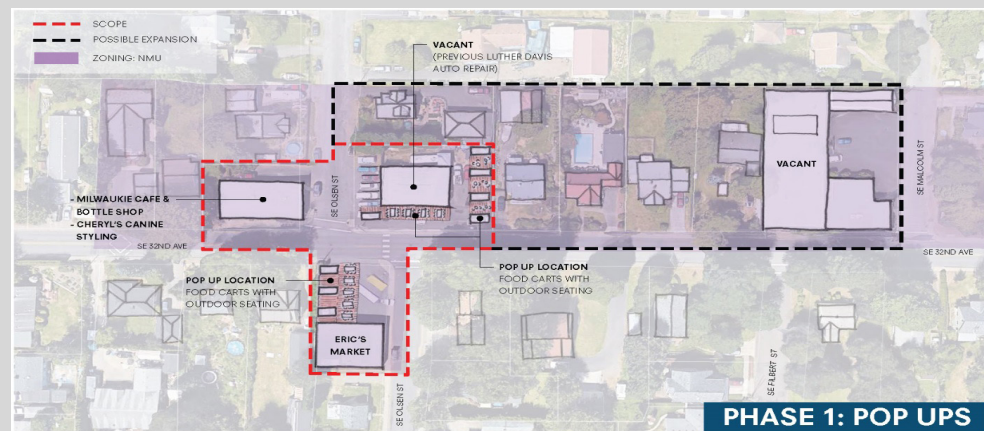 SCOPE
POSSIBLE EXPANSION
ZONING: NMU
VACANT
(PREVIOUS LUTHER DAVIS
AUTO REPAIR)
VACANT
SE MALCOLM ST
SE OLSEN ST
- MILWAUKIE CAFE &
BOTTLE SHOP
- CHERYL'S CANINE
STYLING
SE 32ND AVE
SE 32ND AVE
POP UP LOCATION
FOOD CARTS WITH
OUTDOOR SEATING
POP UP LOCATION
FOOD CARTS WITH
OUTDOOR SEATING
ERIC'S
MARKET
SE OLSEN ST
SE FILBERT ST
PHASE 1: POP UPS